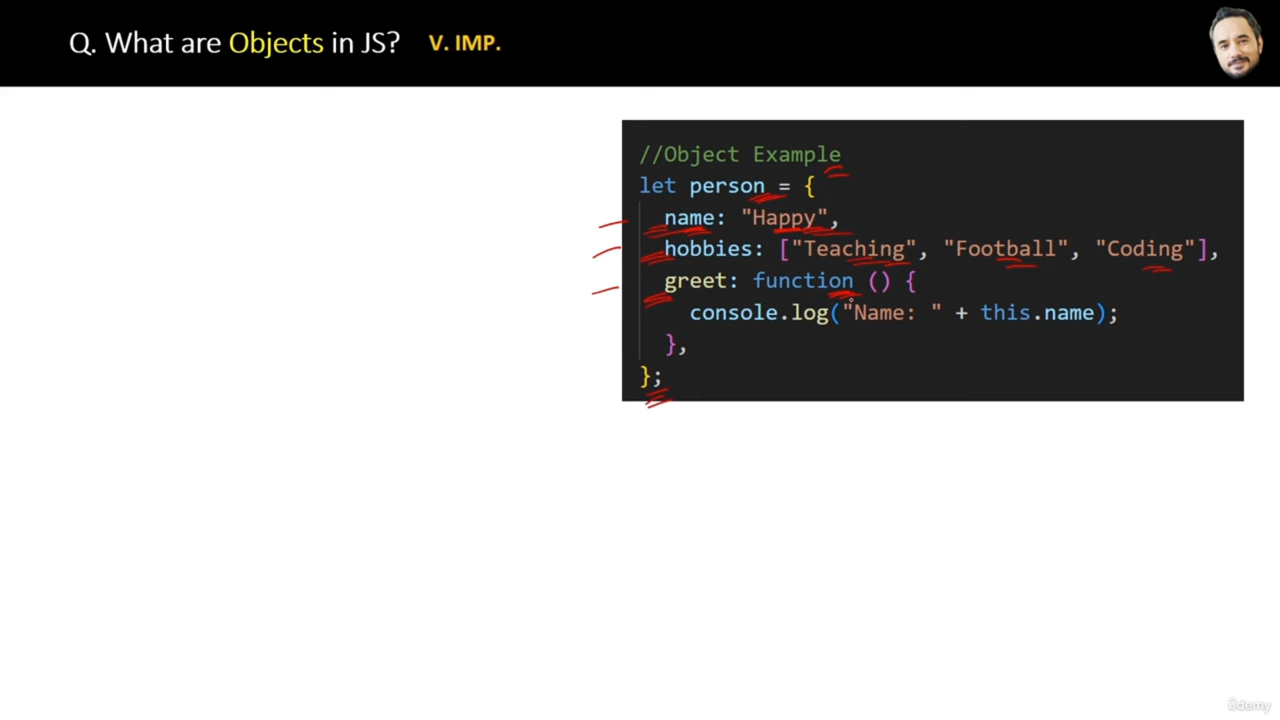 Q. What are Objects in JS? V. IMP.
//Object Example
let person = {
name: "Happy",
hobbies: ["Teaching", "Football", "Coding"],
greet: function () {
console.log("Name: " + this.name);
},
};
ûdemy